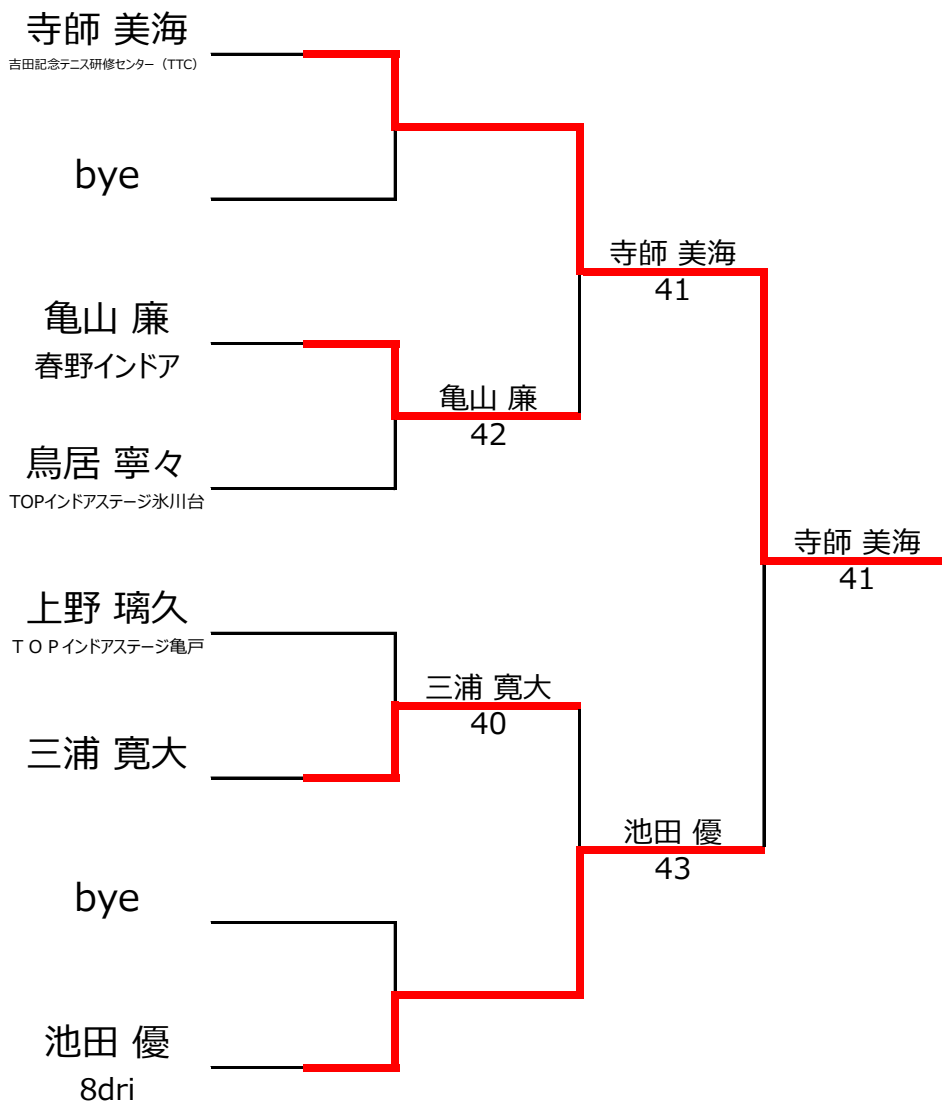 寺師 美海
吉田記念テニス研修センター（TTC）
bye
亀山 廉
春野インドア
鳥居 寧々
TOPインドアステージ氷川台
上野 璃久
ＴＯＰインドアステージ亀戸
三浦 寛大
bye
池田 優
8dri
亀山 廉
42
三浦 寛大
40
寺師 美海
41
池田 優
43
寺師 美海
41